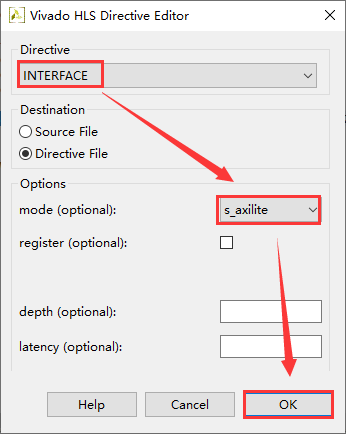 Vivado HLS Directive Editor
Directive
INTERFACE
Destination
Source File
Directive File
Options
mode (optional):
s_axilite
register (optional):
depth (optional):
latency (optional):
Help
Cancel
OK